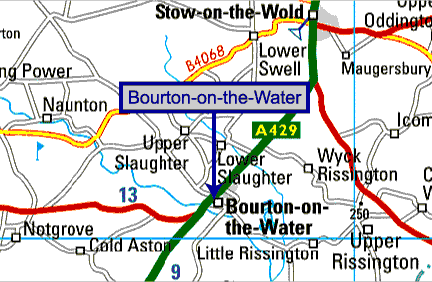 Stow-on-the-Wold
Oddington
Lower
Swell
B4068
Maugersbury
ng Power
Naunton
Bourton-on-the-Water
A429
Icom
Upper
Slaughter
Lower
Slaughter
Wyck
Rissington
13
Bourton-on-
the-Water
250
Notgrove
Cold Aston
Little Rissington
Upper
Rissington
9